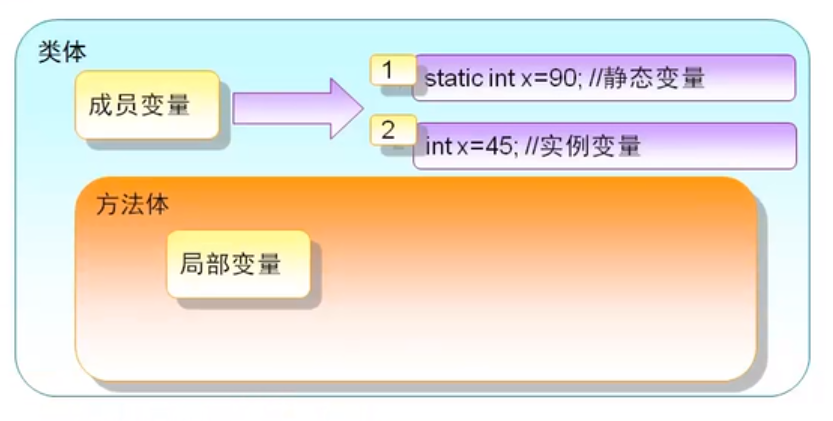 类体
成员变量
1
static int x=90; //静态变量
2
int x=45; //实例变量
方法体
局部变量